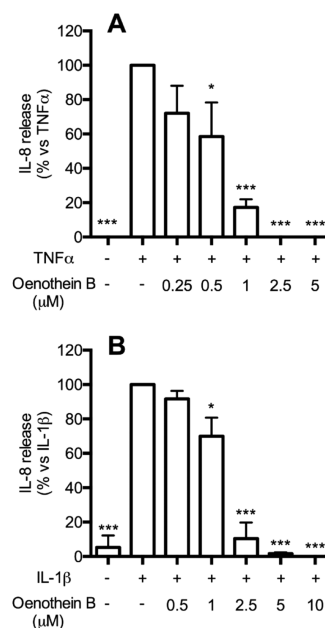 A
IL-8 release
(% vs TNFα)
120
100
80
60
40
20
0
***
*
***
***
***
TNFα - + + + + + +
Oenothein B - - 0.25 0.5 1 2.5 5
(μM)
B
IL-8 release
(% vs IL-1β)
120
100
80
60
40
20
0
***
*
***
***
***
IL-1β - + + + + + +
Oenothein B - - 0.5 1 2.5 5 10
(μM)